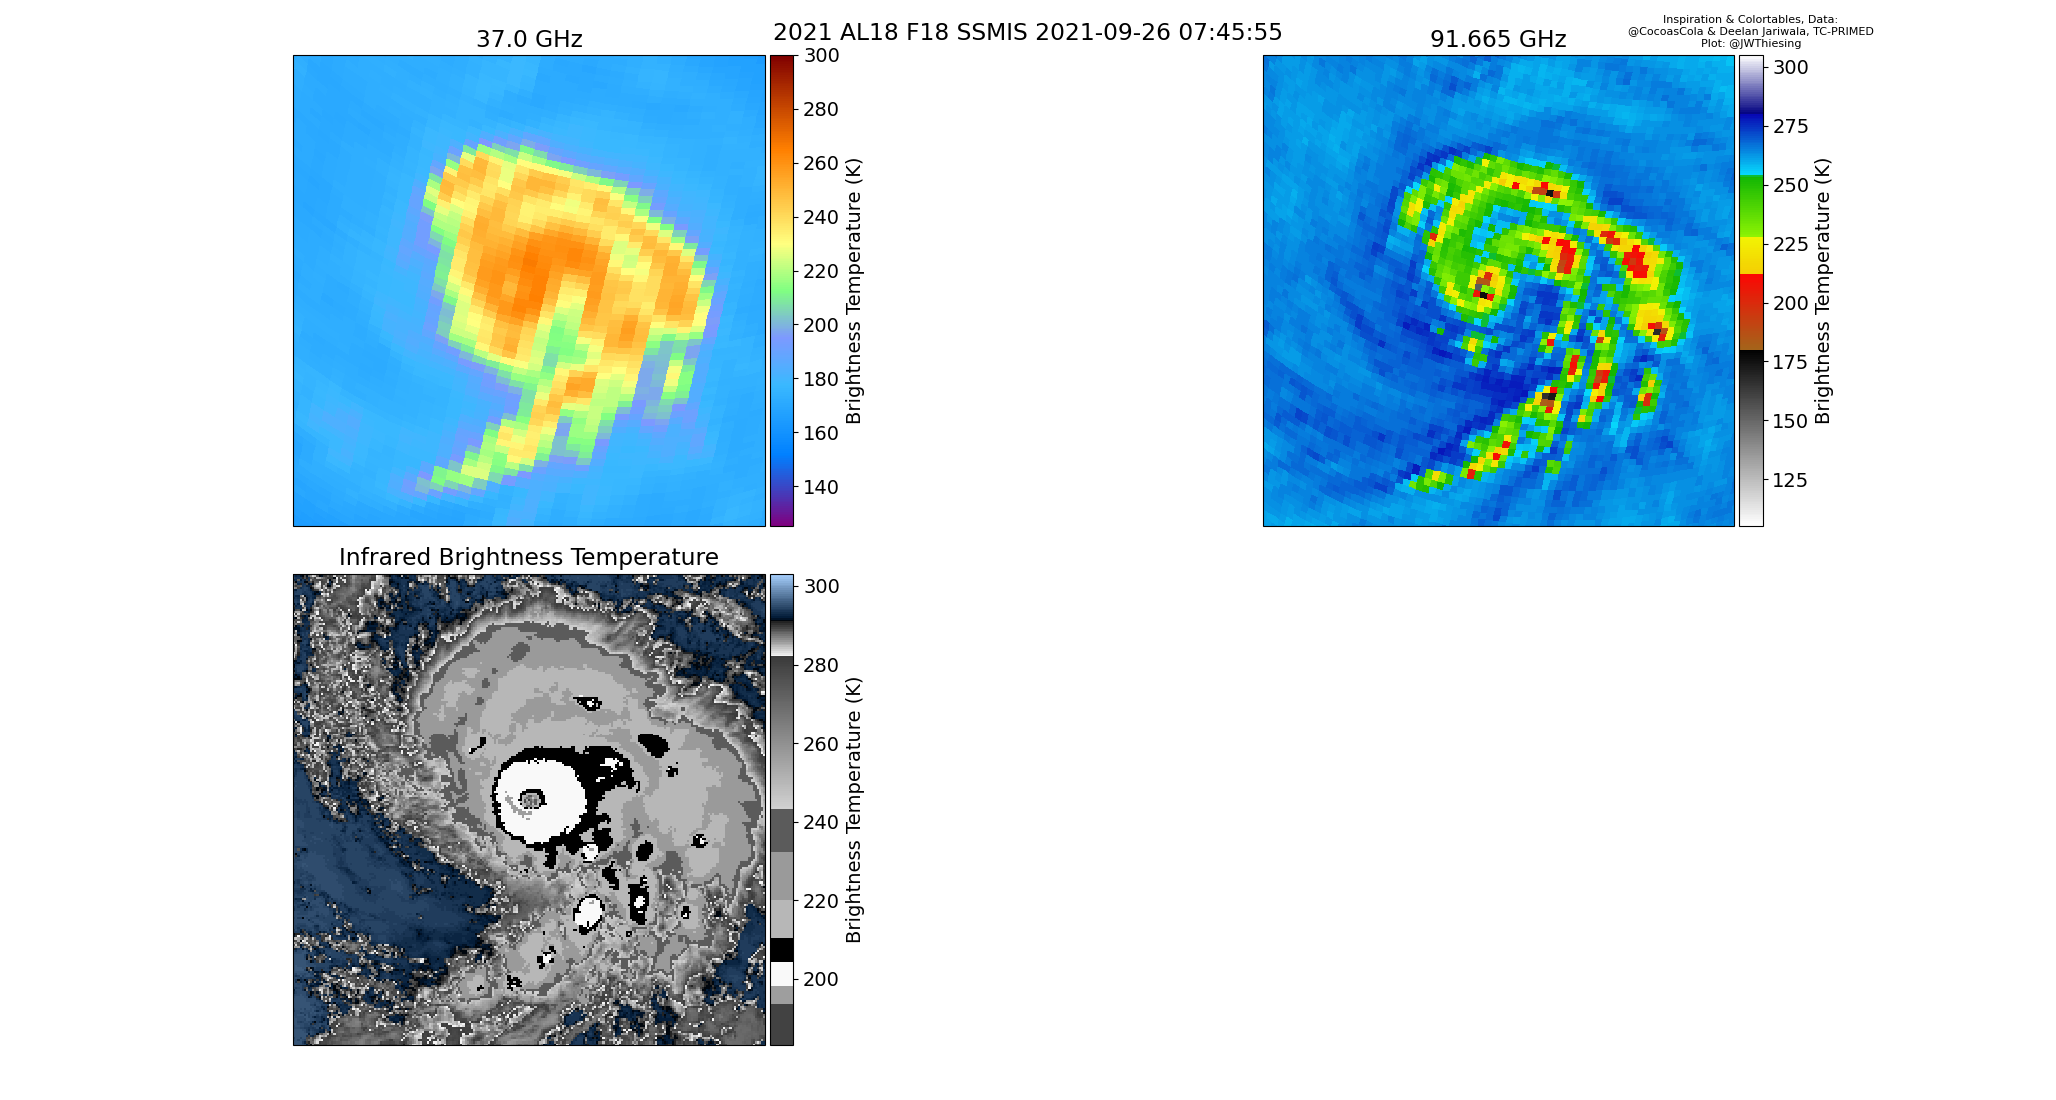 2021 AL18 F18 SSMIS 2021-09-26 07:45:55
Inspiration & Colortables, Data:
@CocoasCola & Deelan Jariwala, TC-PRIMED
Plot: @JWThiesing
37.0 GHz
300
280
260
240
220
200
180
160
140
Brightness Temperature (K)
91.665 GHz
300
275
250
225
200
175
150
125
Brightness Temperature (K)
Infrared Brightness Temperature
300
280
260
240
220
200
Brightness Temperature (K)